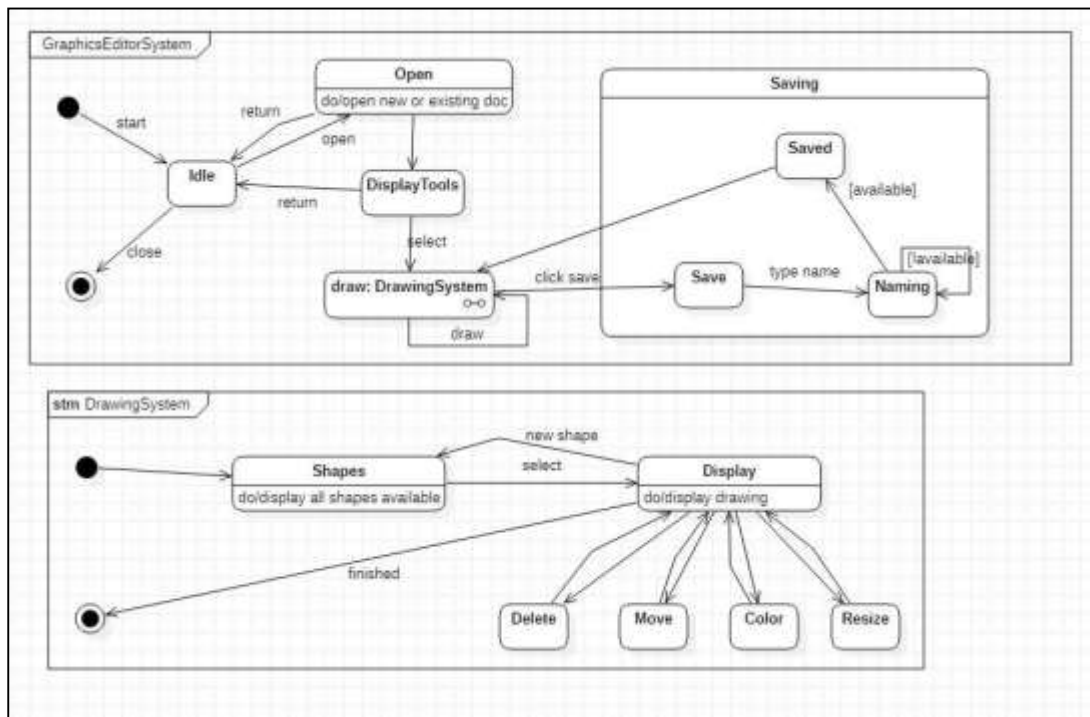 GraphicsEditorSystem
Open
do/open new or existing doc
Saving
return
start
open
Saved
Idle
DisplayTools
[available]
return
close
select
[!available]
draw: DrawingSystem
click save
Save
type name
Naming
draw
stm DrawingSystem
new shape
Shapes
select
Display
do/display all shapes available
do/display drawing
finished
Delete
Move
Color
Resize